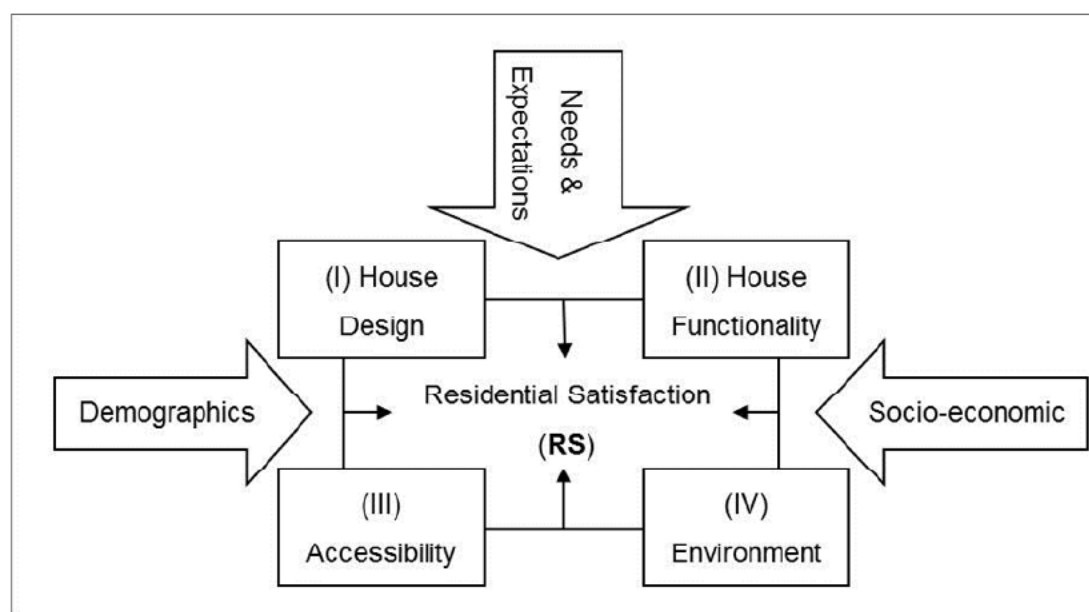 Needs &
Expectations
(I) House
Design
(II) House
Functionality
Demographics
Residential Satisfaction
(RS)
Socio-economic
(III)
Accessibility
(IV)
Environment